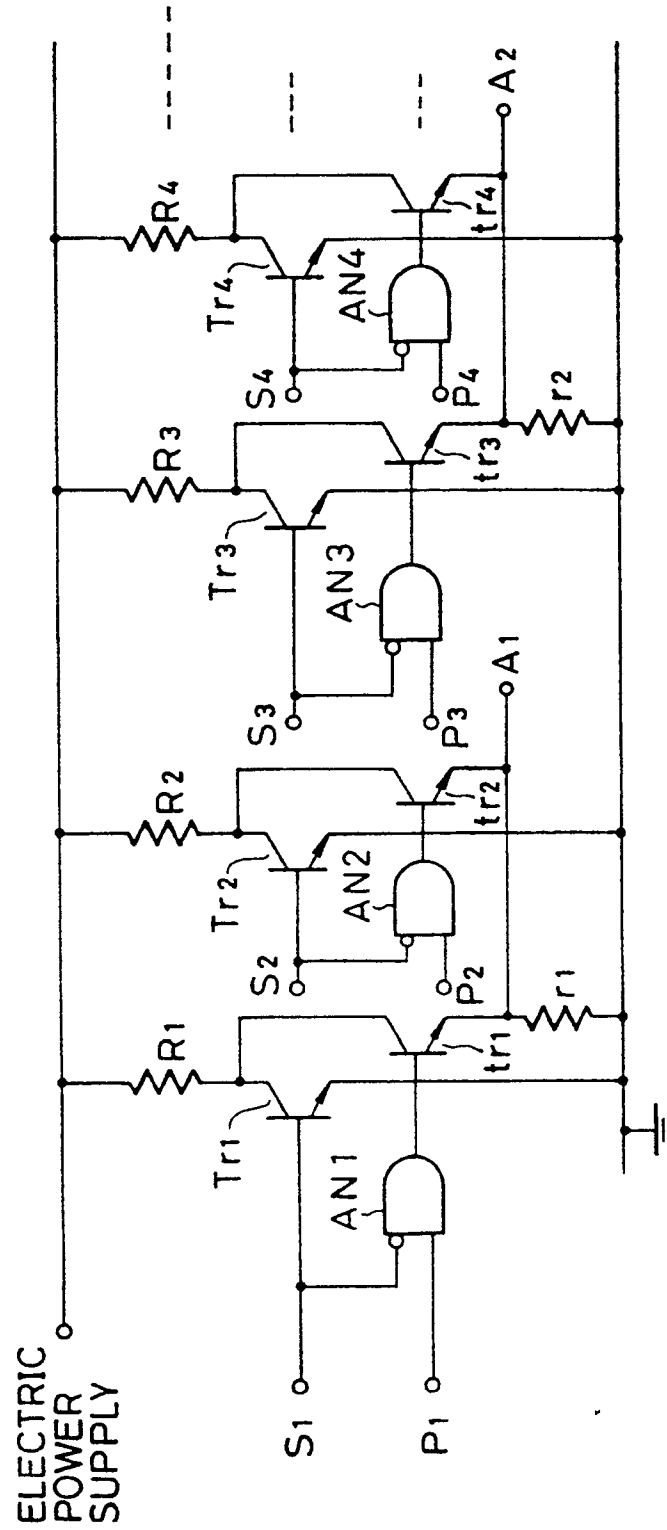 ELECTRIC
POWER
SUPPLY
R1
R2
R3
R4
Tr1
Tr2
Tr3
Tr4
S1
S2
S3
S4
AN1
AN2
AN3
AN4
P1
P2
P3
P4
tr1
tr2
tr3
tr4
A1
A2
r1
r2